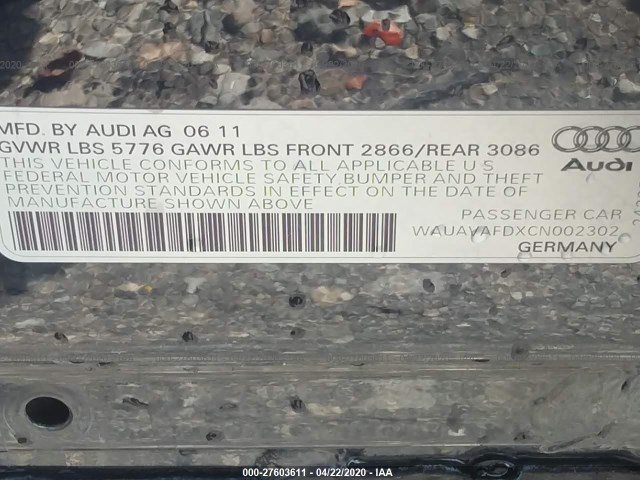 MFD. BY AUDI AG 06 11
GVWR LBS 5776 GAWR LBS FRONT 2866/REAR 3086
THIS VEHICLE CONFORMS TO ALL APPLICABLE U S
FEDERAL MOTOR VEHICLE SAFETY, BUMPER AND THEFT
PREVENTION STANDARDS IN EFFECT ON THE DATE OF
MANUFACTURE SHOWN ABOVE
Audi
PASSENGER CAR
WAUAVAFDXCN002302
GERMANY
000-27603611 - 04/22/2020 - IAA